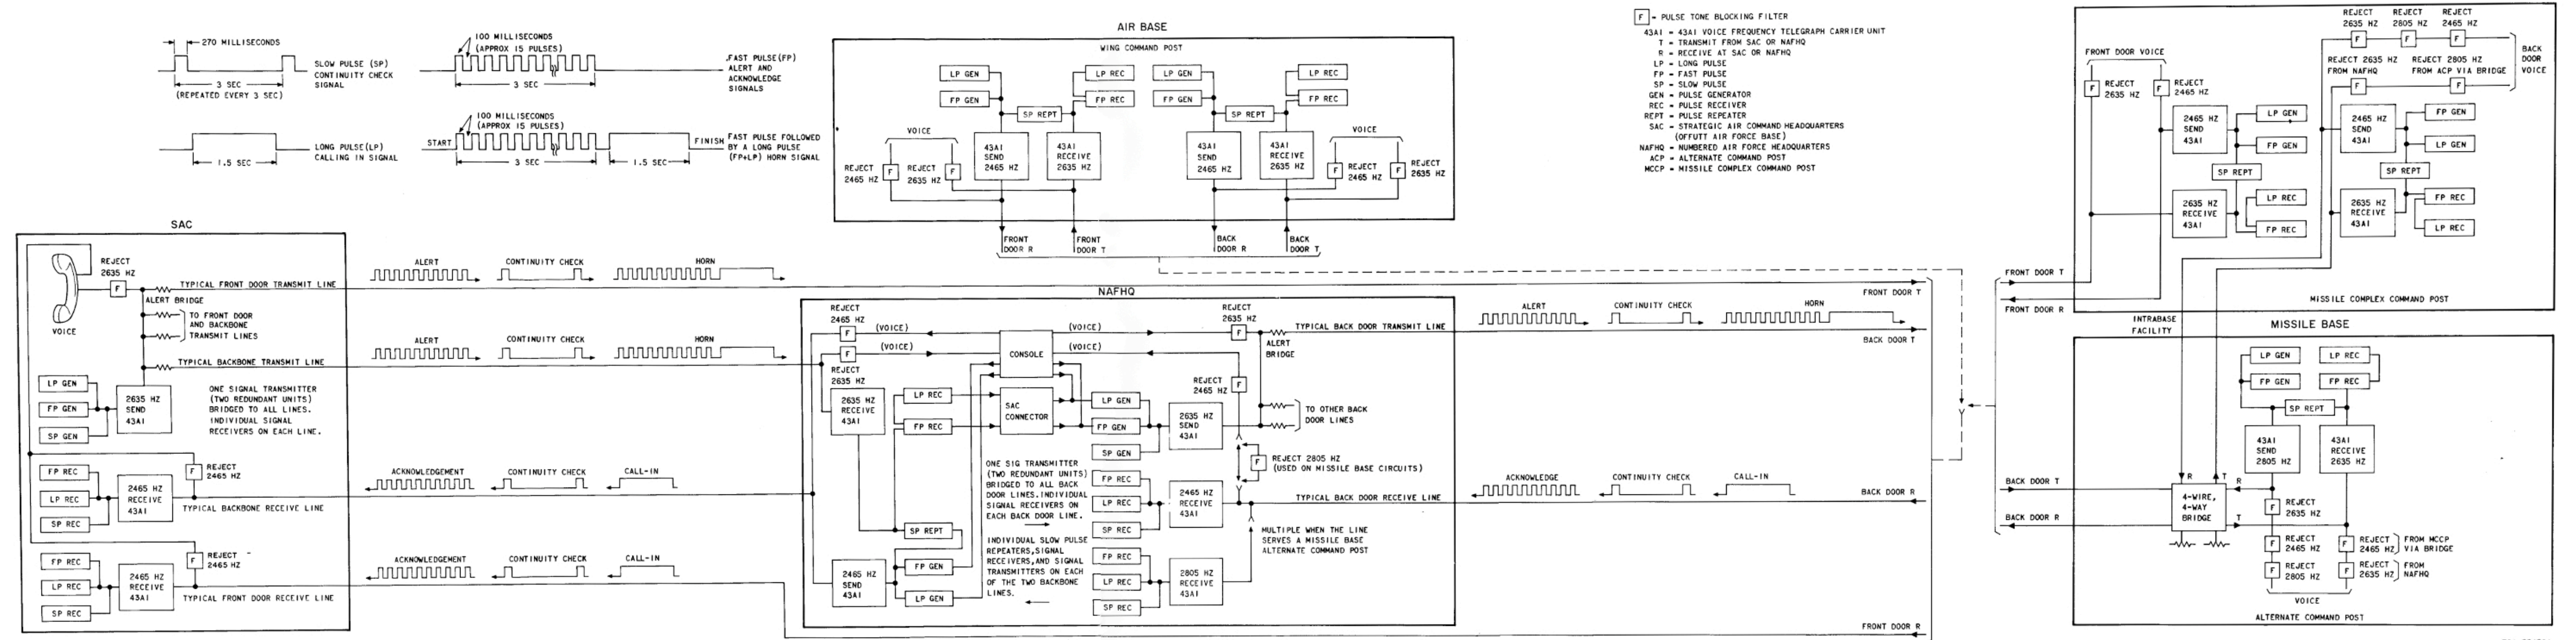 270 MILLISECONDS
SLOW PULSE (SP)
CONTINUITY CHECK
SIGNAL
3 SEC
(REPEATED EVERY 3 SEC)
100 MILLISECONDS
(APPROX 15 PULSES)
3 SEC
FAST PULSE(FP)
ALERT AND
ACKNOWLEDGE
SIGNALS
1.5 SEC
LONG PULSE(LP)
CALLING IN SIGNAL
START
100 MILLISECONDS
(APPROX 15 PULSES)
3 SEC
1.5 SEC
FINISH
FAST PULSE FOLLOWED
BY A LONG PULSE
(FP+LP) HORN SIGNAL
AIR BASE
WING COMMAND POST
LP GEN
FP GEN
LP REC
FP REC
SP REPT
VOICE
REJECT
2465 HZ
F
REJECT
2635 HZ
F
43A1
SEND
2465 HZ
43A1
RECEIVE
2635 HZ
LP GEN
FP GEN
LP REC
FP REC
SP REPT
43A1
SEND
2465 HZ
43A1
RECEIVE
2635 HZ
VOICE
F
REJECT
2465 HZ
F
REJECT
2635 HZ
FRONT
DOOR R
FRONT
DOOR T
BACK
DOOR R
BACK
DOOR T
F = PULSE TONE BLOCKING FILTER
43A1 = 43A1 VOICE FREQUENCY TELEGRAPH CARRIER UNIT
T = TRANSMIT FROM SAC OR NAFHQ
R = RECEIVE AT SAC OR NAFHQ
LP = LONG PULSE
FP = FAST PULSE
SP = SLOW PULSE
GEN = PULSE GENERATOR
REC = PULSE RECEIVER
REPT = PULSE REPEATER
SAC = STRATEGIC AIR COMMAND HEADQUARTERS
(OFFUTT AIR FORCE BASE)
NAFHQ = NUMBERED AIR FORCE HEADQUARTERS
ACP = ALTERNATE COMMAND POST
MCCP = MISSILE COMPLEX COMMAND POST
SAC
VOICE
REJECT
2635 HZ
F
TYPICAL FRONT DOOR TRANSMIT LINE
ALERT BRIDGE
TO FRONT DOOR
AND BACKBONE
TRANSMIT LINES
TYPICAL BACKBONE TRANSMIT LINE
LP GEN
FP GEN
SP GEN
2635 HZ
SEND
43A1
ONE SIGNAL TRANSMITTER
(TWO REDUNDANT UNITS)
BRIDGED TO ALL LINES.
INDIVIDUAL SIGNAL
RECEIVERS ON EACH LINE.
FP REC
LP REC
SP REC
2465 HZ
RECEIVE
43A1
F
REJECT
2465 HZ
TYPICAL BACKBONE RECEIVE LINE
FP REC
LP REC
SP REC
2465 HZ
RECEIVE
43A1
F
REJECT
2465 HZ
TYPICAL FRONT DOOR RECEIVE LINE
ALERT
CONTINUITY CHECK
HORN
ALERT
CONTINUITY CHECK
HORN
ACKNOWLEDGEMENT
CONTINUITY CHECK
CALL-IN
ACKNOWLEDGEMENT
CONTINUITY CHECK
CALL-IN
NAFHQ
REJECT
2465 HZ
F
(VOICE)
F
(VOICE)
REJECT
2635 HZ
CONSOLE
(VOICE)
(VOICE)
REJECT
2635 HZ
F
TYPICAL BACK DOOR TRANSMIT LINE
ALERT
BRIDGE
2635 HZ
RECEIVE
43A1
LP REC
FP REC
SAC
CONNECTOR
LP GEN
FP GEN
SP GEN
2635 HZ
SEND
43A1
REJECT
2465 HZ
F
TO OTHER BACK
DOOR LINES
F
REJECT 2805 HZ
(USED ON MISSILE BASE CIRCUITS)
ONE SIG TRANSMITTER
(TWO REDUNDANT UNITS)
BRIDGED TO ALL BACK
DOOR LINES. INDIVIDUAL
SIGNAL RECEIVERS ON
EACH BACK DOOR LINE.
INDIVIDUAL SLOW PULSE
REPEATERS, SIGNAL
RECEIVERS, AND SIGNAL
TRANSMITTERS ON EACH
OF THE TWO BACKBONE
LINES.
FP REC
LP REC
SP REC
2465 HZ
RECEIVE
43A1
TYPICAL BACK DOOR RECEIVE LINE
MULTIPLE WHEN THE LINE
SERVES A MISSILE BASE
ALTERNATE COMMAND POST
FP REC
LP REC
SP REC
2805 HZ
RECEIVE
43A1
SP REPT
FP GEN
LP GEN
2465 HZ
SEND
43A1
FRONT DOOR T
ALERT
CONTINUITY CHECK
HORN
BACK DOOR T
ACKNOWLEDGE
CONTINUITY CHECK
CALL-IN
BACK DOOR R
FRONT DOOR R
REJECT
2635 HZ
REJECT
2805 HZ
REJECT
2465 HZ
F
F
F
BACK
DOOR
VOICE
FRONT DOOR VOICE
F
REJECT
2635 HZ
F
REJECT
2465 HZ
REJECT 2635 HZ
FROM NAFHQ
REJECT 2805 HZ
FROM ACP VIA BRIDGE
F
F
2465 HZ
SEND
43A1
LP GEN
FP GEN
SP REPT
2635 HZ
RECEIVE
43A1
LP REC
FP REC
2465 HZ
SEND
43A1
FP GEN
LP GEN
SP REPT
2635 HZ
RECEIVE
43A1
FP REC
LP REC
FRONT DOOR T
FRONT DOOR R
MISSILE COMPLEX COMMAND POST
INTRABASE
FACILITY
MISSILE BASE
LP GEN
FP GEN
LP REC
FP REC
SP REPT
43A1
SEND
2805 HZ
43A1
RECEIVE
2635 HZ
BACK DOOR T
BACK DOOR R
R
T
R
T
4-WIRE,
4-WAY
BRIDGE
F
REJECT
2635 HZ
F
REJECT
2465 HZ
F
REJECT
2805 HZ
F
REJECT
2465 HZ
FROM MCCP
VIA BRIDGE
F
REJECT
2635 HZ
FROM
NAFHQ
VOICE
ALTERNATE COMMAND POST